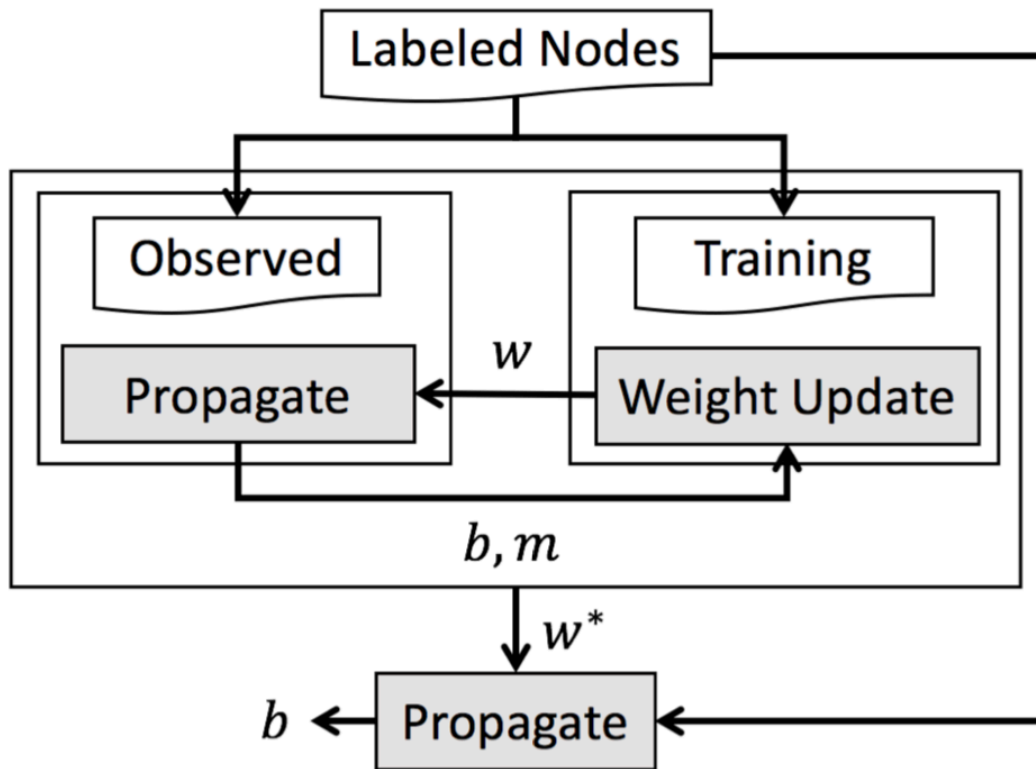 Labeled Nodes
Observed
Training
w
Propagate
Weight Update
b, m
w*
b
Propagate